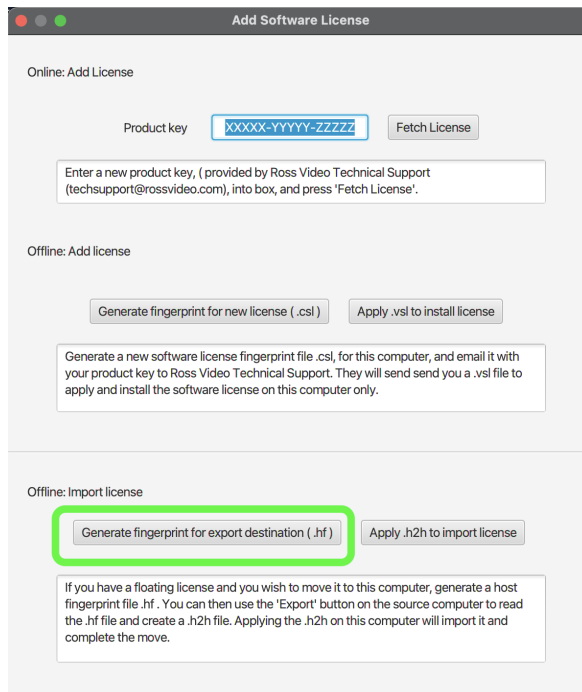 Add Software License
Online: Add License
Product key XXXXX-YYYYY-ZZZZZ Fetch License
Enter a new product key, ( provided by Ross Video Technical Support
(techsupport@rossvideo.com), into box, and press 'Fetch License'.
Offline: Add license
Generate fingerprint for new license ( .csl ) Apply .vsl to install license
Generate a new software license fingerprint file .csl, for this computer, and email it with
your product key to Ross Video Technical Support. They will send send you a .vsl file to
apply and install the software license on this computer only.
Offline: Import license
Generate fingerprint for export destination ( .hf ) Apply .h2h to import license
If you have a floating license and you wish to move it to this computer, generate a host
fingerprint file .hf . You can then use the 'Export' button on the source computer to read
the .hf file and create a .h2h file. Applying the .h2h on this computer will import it and
complete the move.